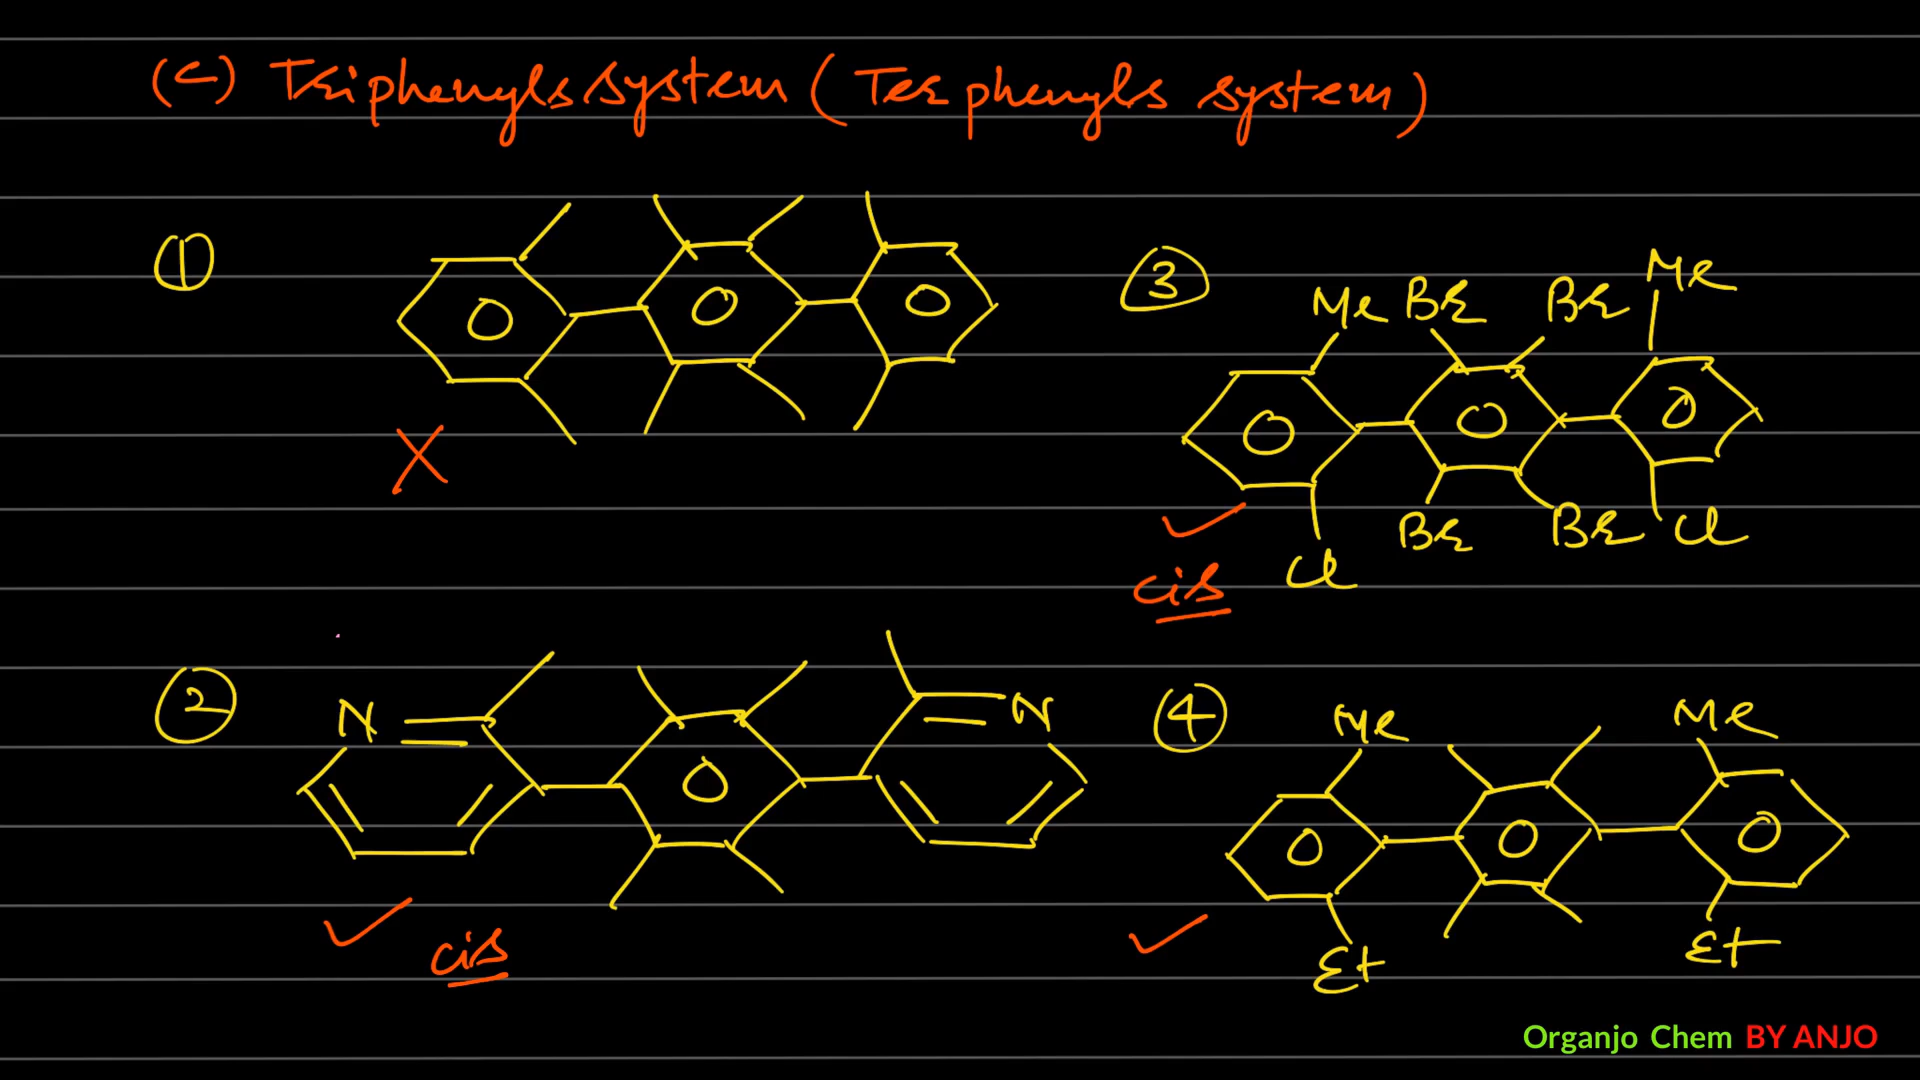 (C) Triphenyls system (Ter phenyls system)
①
③
Me Br Br Me
Br Br Cl
Cl
cis
②
N
N
cis
④
Me Me
Et Et
Organjo Chem BY ANJO